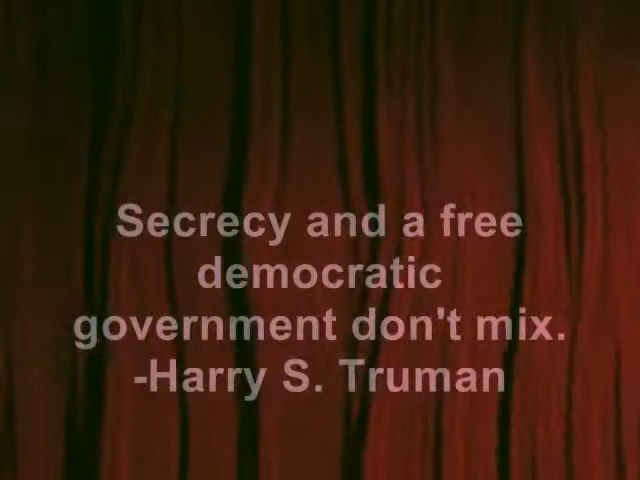 Secrecy and a free
democratic
government don't mix.
-Harry S. Truman